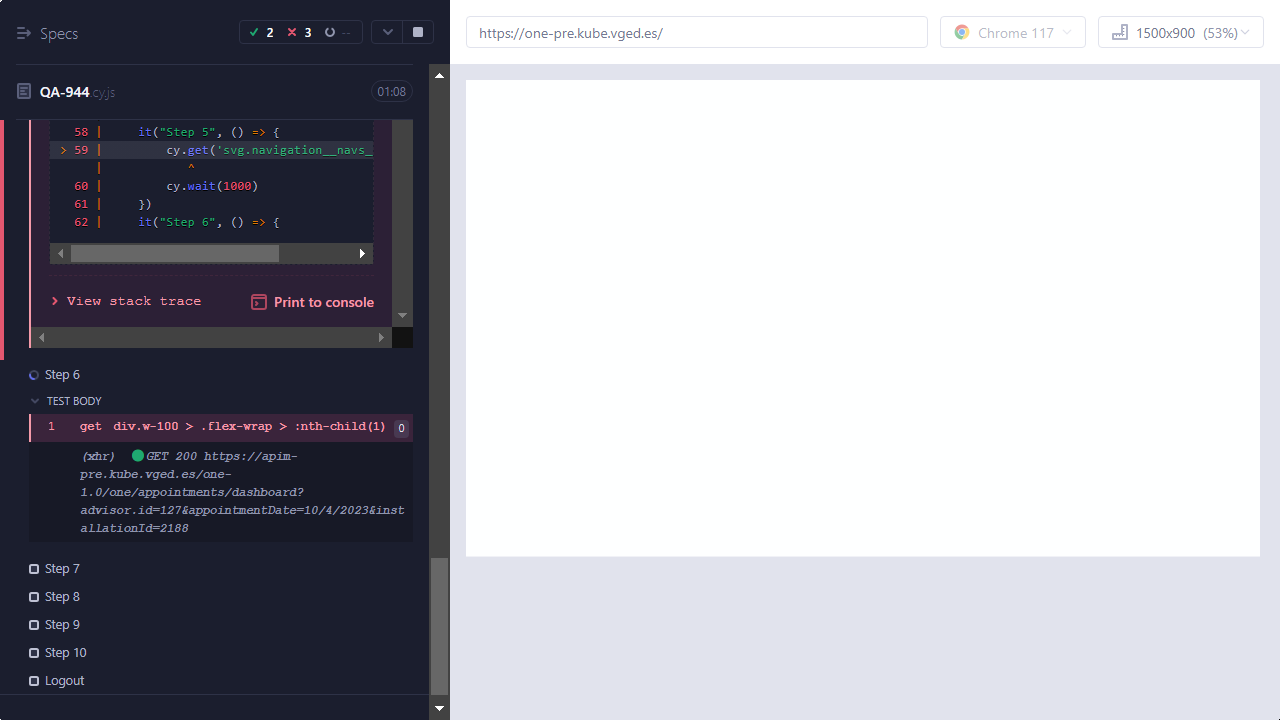 Specs
2
3
--
https://one-pre.kube.vged.es/
Chrome 117
1500x900 (53%)
QA-944.cy.js
01:08
58 | it("Step 5", () => {
> 59 | cy.get('svg.navigation__navs_
| ^
60 | cy.wait(1000)
61 | })
62 | it("Step 6", () => {
View stack trace
Print to console
Step 6
TEST BODY
1 get div.w-100 > .flex-wrap > :nth-child(1) 0
(xhr) GET 200 https://apim-
pre.kube.vged.es/one-
1.0/one/appointments/dashboard?
advisor.id=127&appointmentDate=10/4/2023&inst
allationId=2188
Step 7
Step 8
Step 9
Step 10
Logout